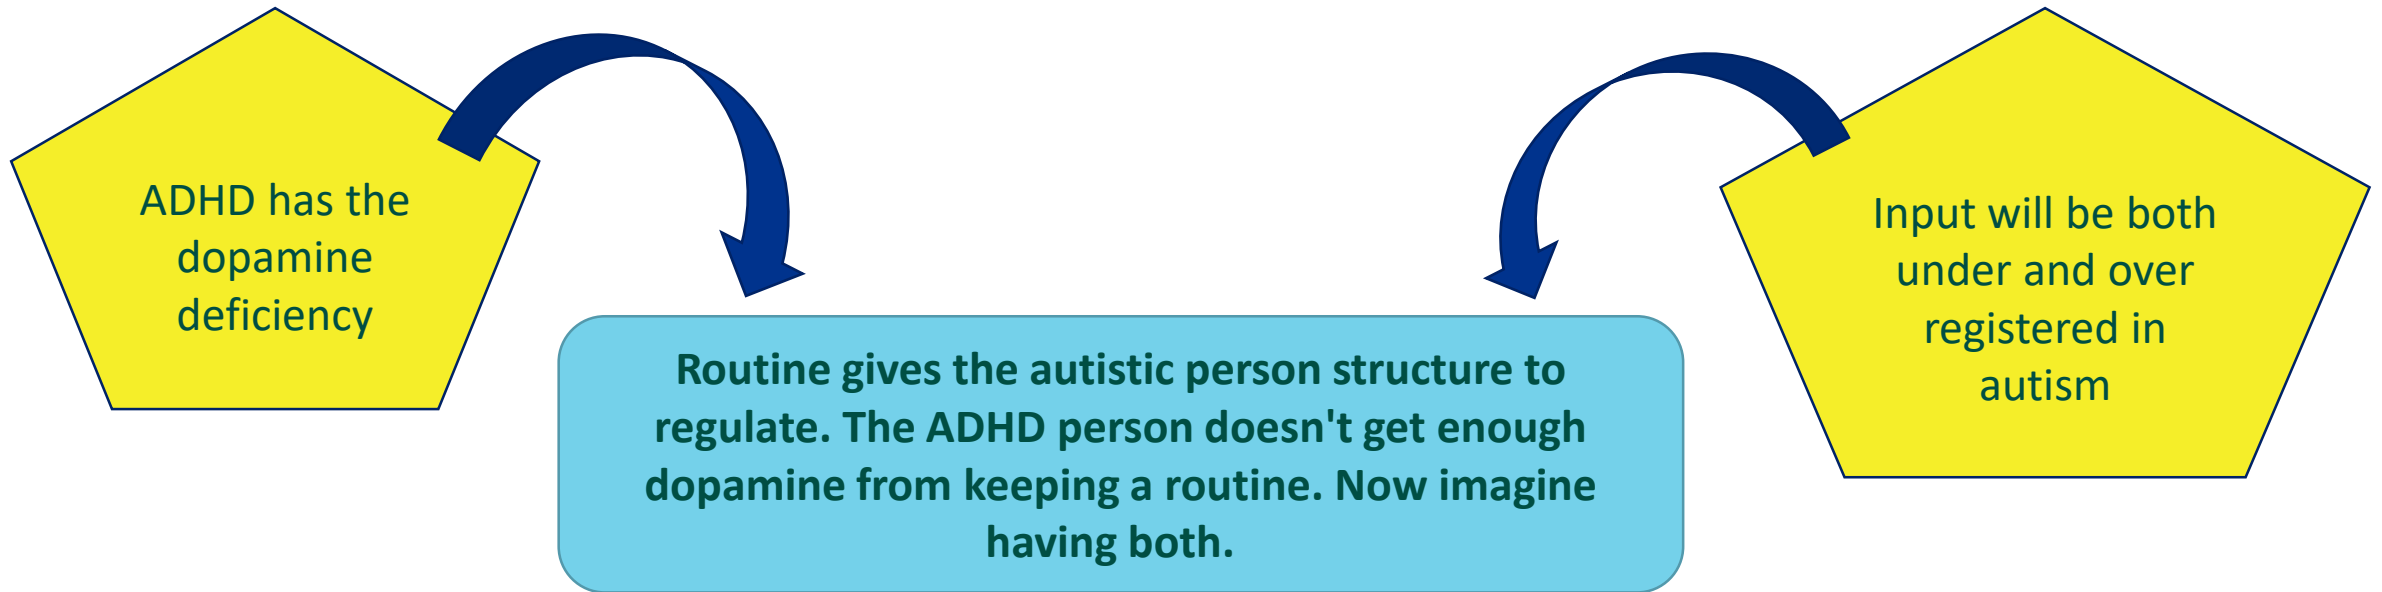 ADHD has the
dopamine
deficiency
Input will be both
under and over
registered in
autism
Routine gives the autistic person structure to
regulate. The ADHD person doesn't get enough
dopamine from keeping a routine. Now imagine
having both.